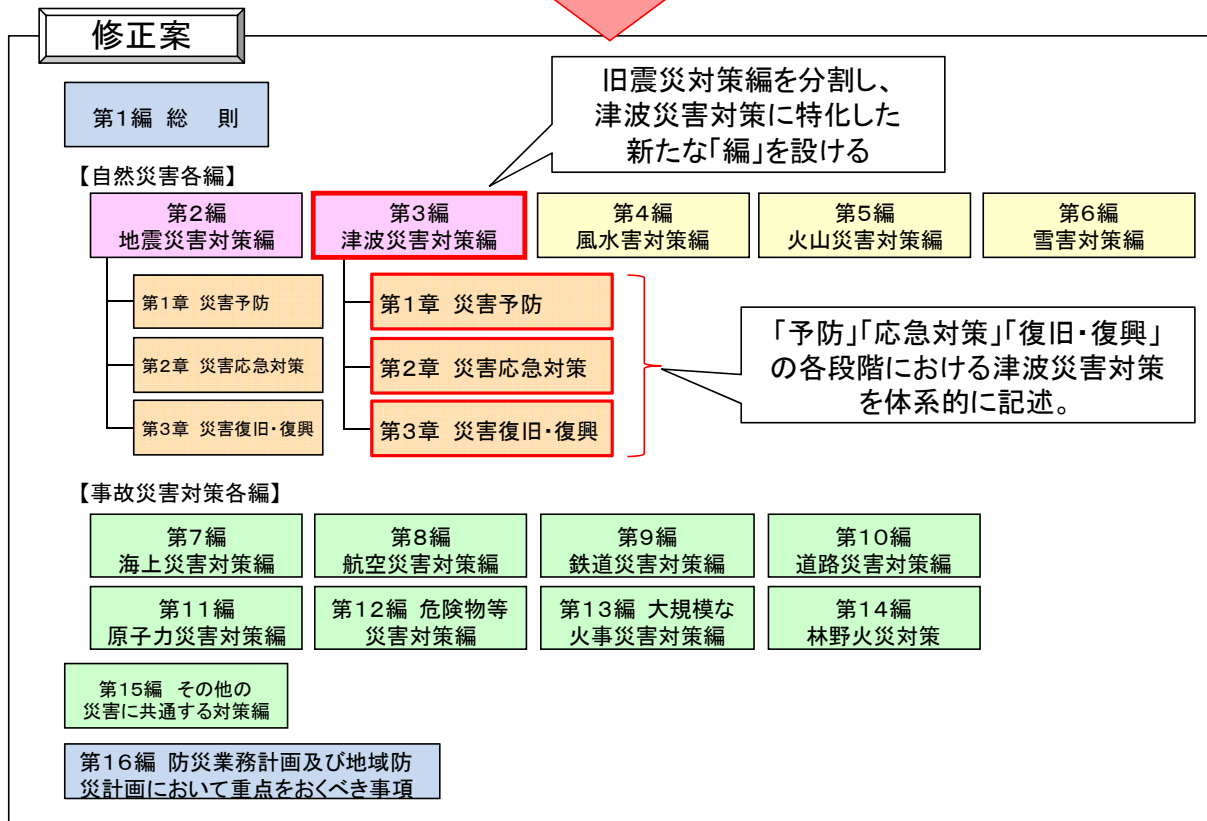 修正案
旧震災対策編を分割し、
津波災害対策に特化した
新たな「編」を設ける
第1編 総　則
【自然災害各編】
第2編
地震災害対策編
第3編
津波災害対策編
第4編
風水害対策編
第5編
火山災害対策編
第6編
雪害対策編
第1章 災害予防
第2章 災害応急対策
第3章 災害復旧・復興
第1章 災害予防
第2章 災害応急対策
第3章 災害復旧・復興
「予防」「応急対策」「復旧・復興」
の各段階における津波災害対策
を体系的に記述。
【事故災害対策各編】
第7編
海上災害対策編
第8編
航空災害対策編
第9編
鉄道災害対策編
第10編
道路災害対策編
第11編
原子力災害対策編
第12編 危険物等
災害対策編
第13編 大規模な
火事災害対策編
第14編
林野火災対策
第15編 その他の
災害に共通する対策編
第16編 防災業務計画及び地域防
災計画において重点をおくべき事項